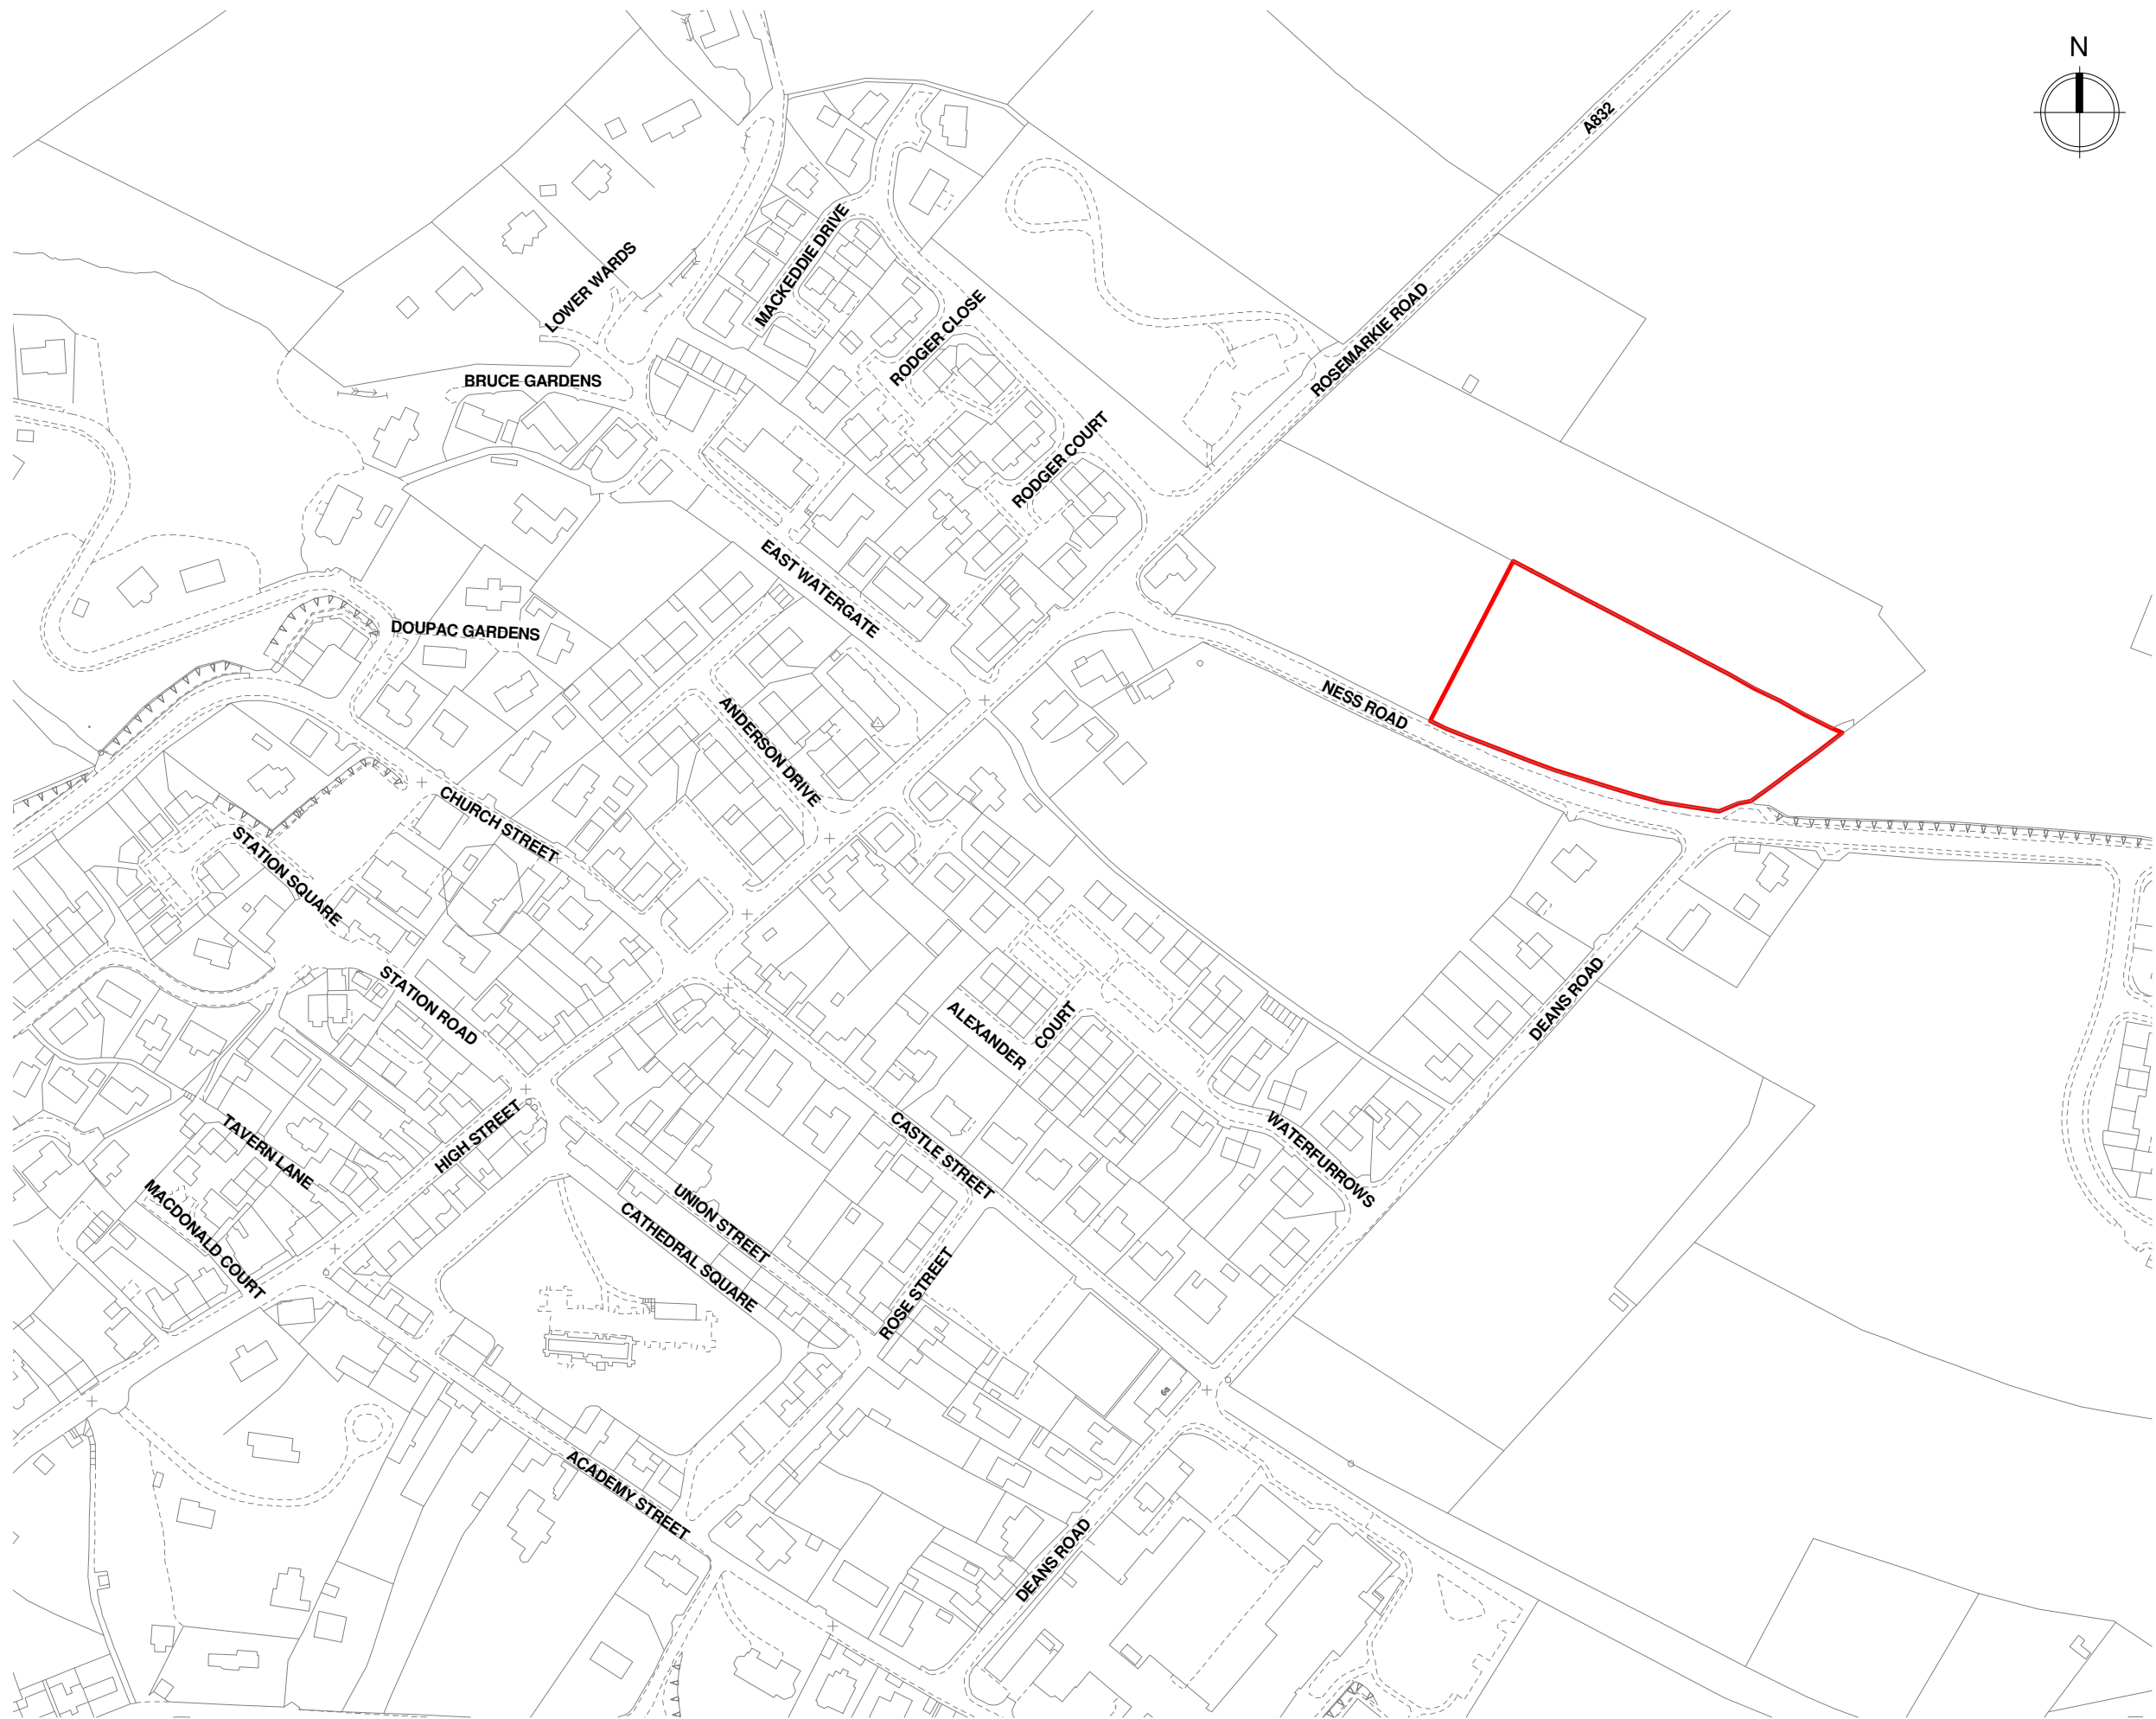 N
A832
MACKEDDIE DRIVE
LOWER WARDS
RODGER CLOSE
ROSEMARKIE ROAD
BRUCE GARDENS
RODGER COURT
EAST WATERGATE
DOUPAC GARDENS
NESS ROAD
ANDERSON DRIVE
CHURCH STREET
STATION SQUARE
STATION ROAD
DEANS ROAD
ALEXANDER
COURT
TAVERN LANE
HIGH STREET
CASTLE STREET
WATERFURROWS
MACDONALD COURT
UNION STREET
CATHEDRAL SQUARE
ROSE STREET
ACADEMY STREET
DEANS ROAD